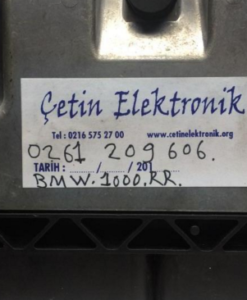 Çetin Elektronik
Tel : 0216 575 27 00 www.cetinelektronik.org
0261 209 606.
TARİH : ....../....../ 201
BMW.1000.RR.